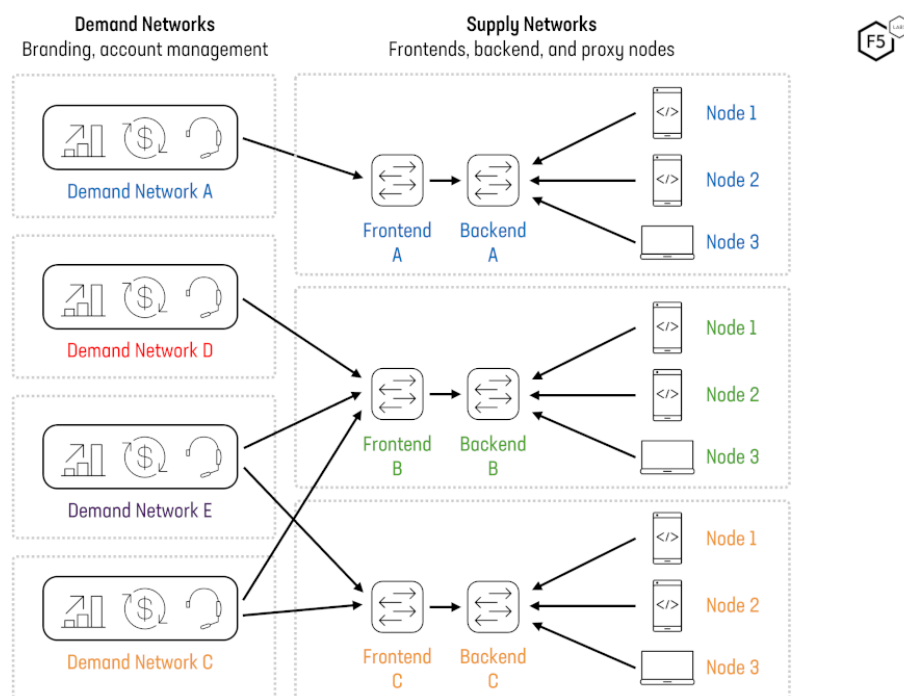 Demand Networks
Branding, account management
Supply Networks
Frontends, backend, and proxy nodes
F5
LABS
$
Demand Network A
Frontend
A
Backend
A
</>
Node 1
</>
Node 2
Node 3
$
Demand Network D
$
Demand Network E
Frontend
B
Backend
B
</>
Node 1
</>
Node 2
Node 3
$
Demand Network C
Frontend
C
Backend
C
</>
Node 1
</>
Node 2
Node 3